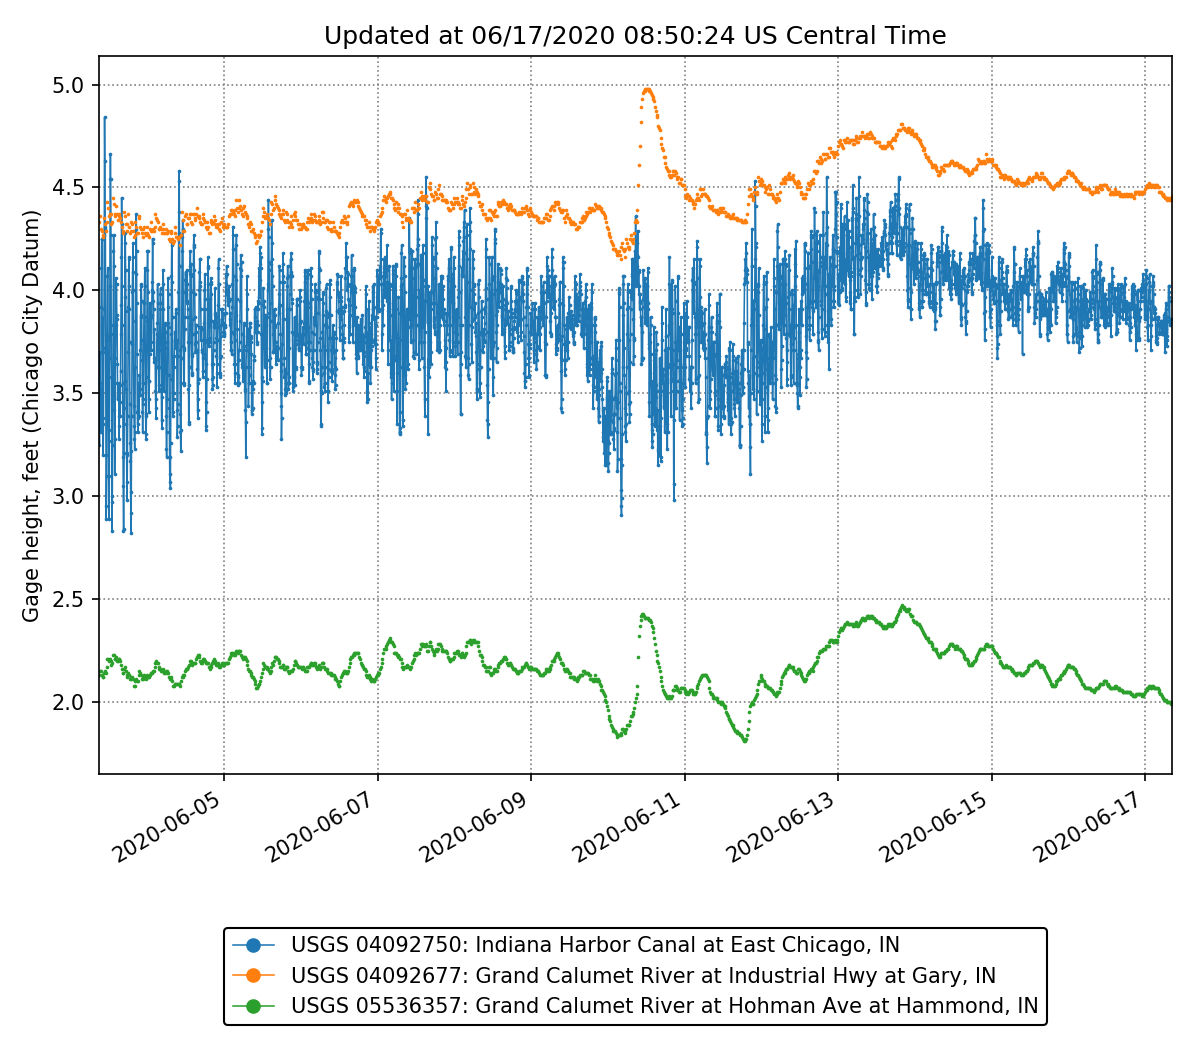 Updated at 06/17/2020 08:50:24 US Central Time
Gage height, feet (Chicago City Datum)
5.0
4.5
4.0
3.5
3.0
2.5
2.0
2020-06-05
2020-06-07
2020-06-09
2020-06-11
2020-06-13
2020-06-15
2020-06-17
USGS 04092750: Indiana Harbor Canal at East Chicago, IN
USGS 04092677: Grand Calumet River at Industrial Hwy at Gary, IN
USGS 05536357: Grand Calumet River at Hohman Ave at Hammond, IN